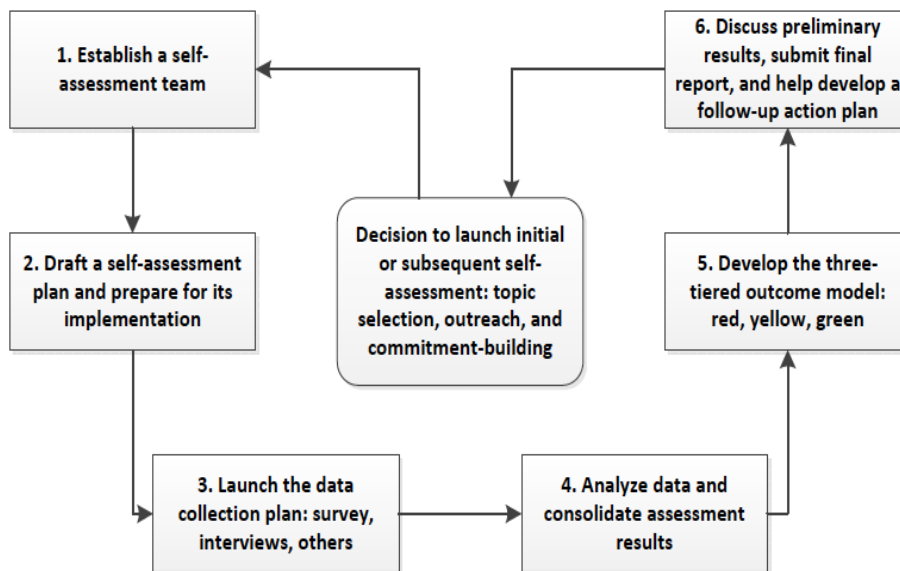 1. Establish a self-
assessment team
2. Draft a self-assessment
plan and prepare for its
implementation
3. Launch the data
collection plan: survey,
interviews, others
4. Analyze data and
consolidate assessment
results
5. Develop the three-
tiered outcome model:
red, yellow, green
6. Discuss preliminary
results, submit final
report, and help develop a
follow-up action plan
Decision to launch initial
or subsequent self-
assessment: topic
selection, outreach, and
commitment-building